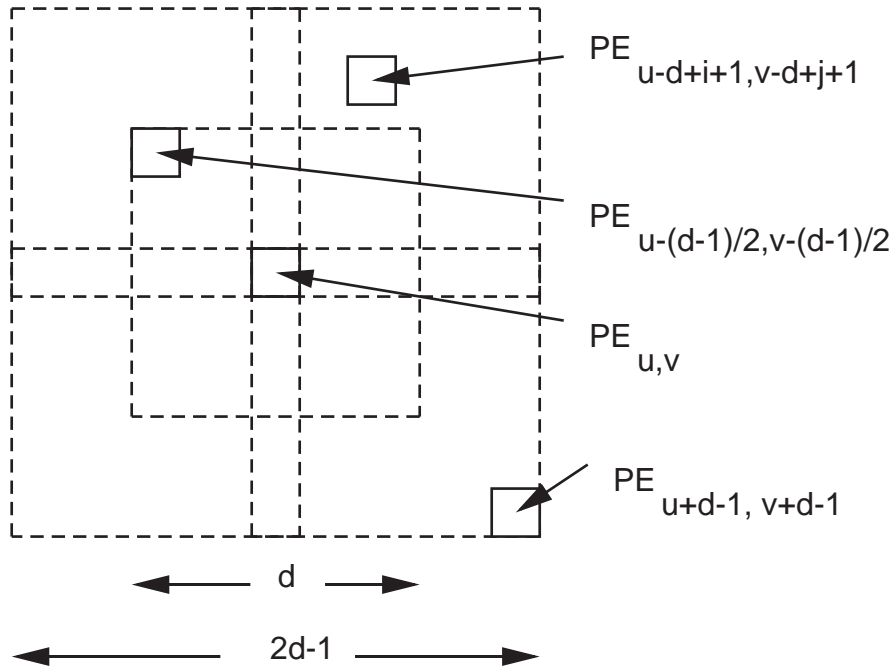 PE u-d+i+1,v-d+j+1
PE u-(d-1)/2,v-(d-1)/2
PE u,v
PE u+d-1, v+d-1
d
2d-1